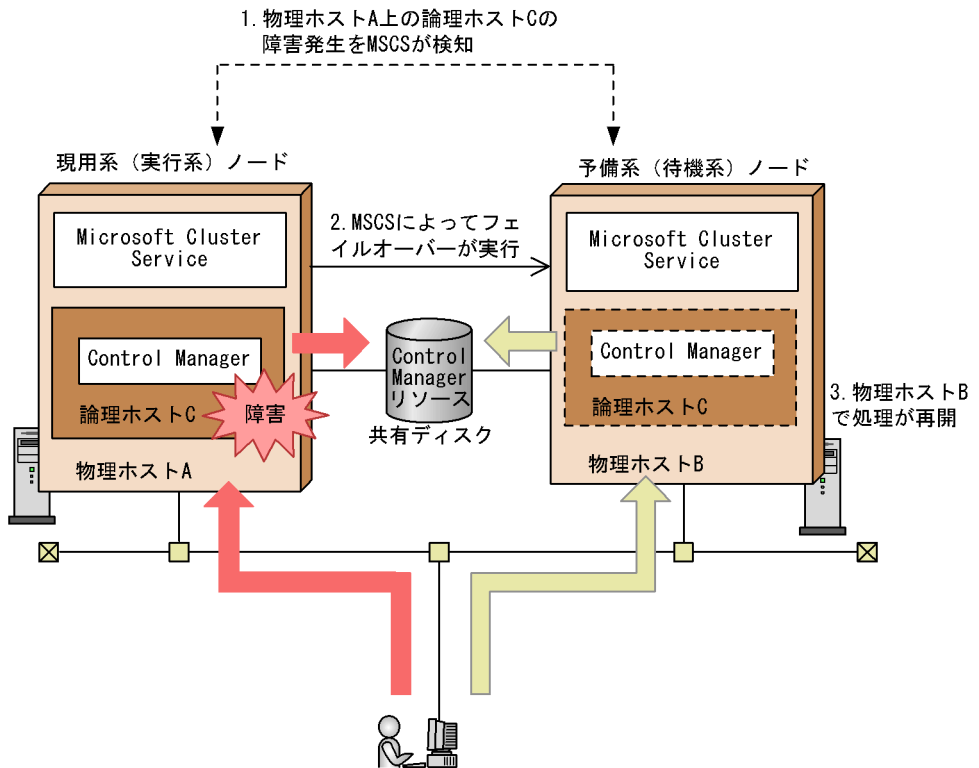 1. 物理ホストA上の論理ホストCの
障害発生をMSCSが検知
現用系（実行系）ノード
予備系（待機系）ノード
Microsoft Cluster
Service
2.MSCSによってフェ
イルオーバーが実行
Microsoft Cluster
Service
Control Manager
論理ホストC
障害
物理ホストA
Control
Manager
リソース
共有ディスク
Control Manager
論理ホストC
物理ホストB
3.物理ホストB
で処理が再開